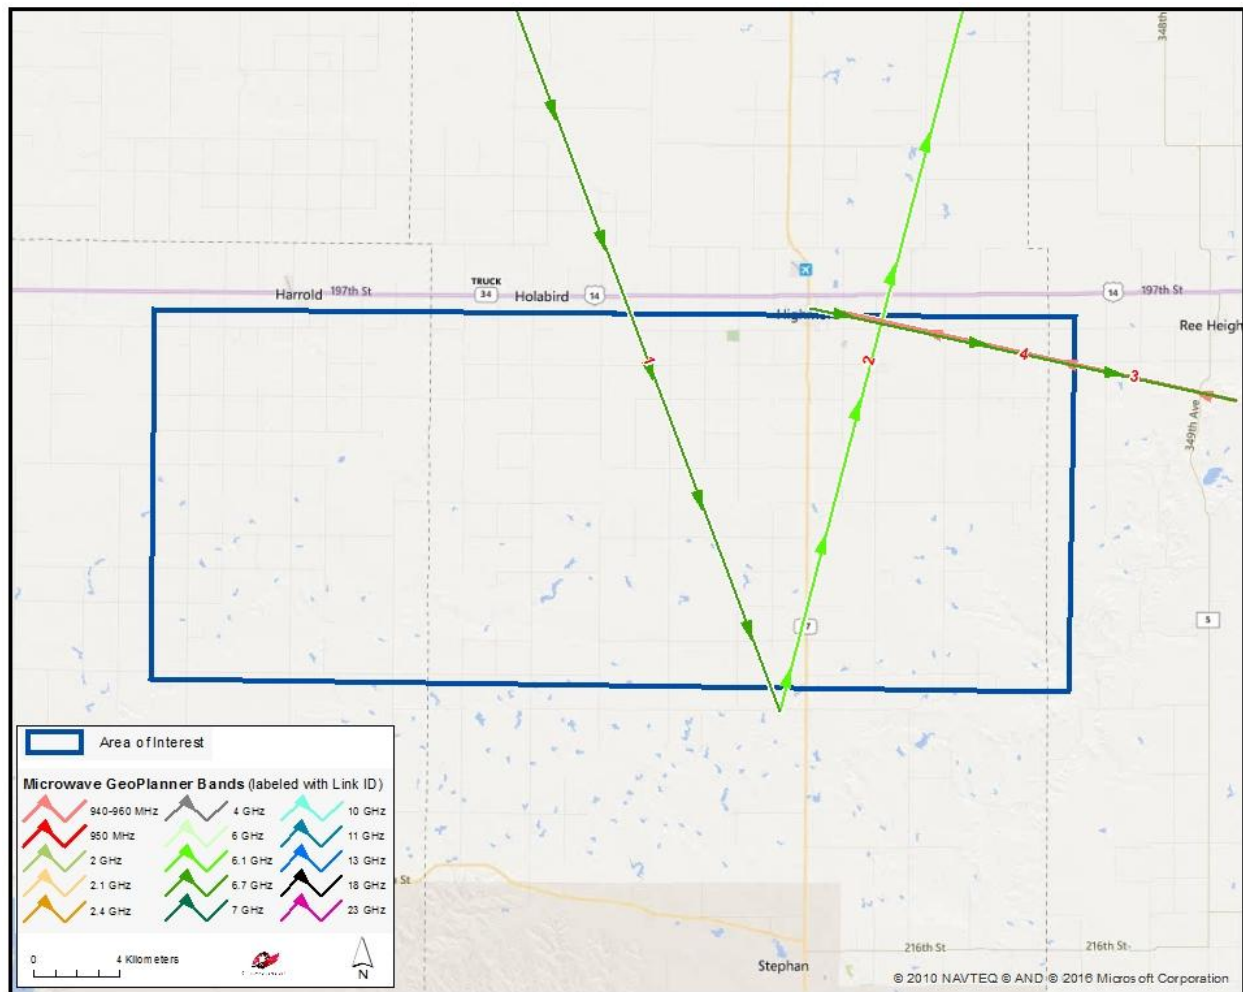 348th
TRUCK
34
Harrold 197th St
Holabird 14
14 197th St
Ree Heigh
1
2
4
3
349th Ave
7
5
Area of Interest
Microwave GeoPlanner Bands (labeled with Link ID)
940-960 MHz 4 GHz 10 GHz
950 MHz 6 GHz 11 GHz
2 GHz 6.1 GHz 13 GHz
2.1 GHz 6.7 GHz 18 GHz
2.4 GHz 7 GHz 23 GHz
St
0 4 Kilometers
N
216th St
216th St
Stephan
© 2010 NAVTEQ © AND © 2016 Microsoft Corporation